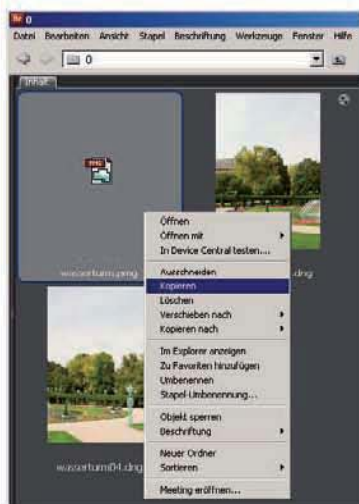 Br 0
Datei Bearbeiten Ansicht Stapel Beschriftung Werkzeuge Fenster Hilfe
0
Inhalt
PNG
wasserturm.png
.dng
wasserturm04.dng
Öffnen
Öffnen mit
In Device Central testen...
Ausschneiden
Kopieren
Löschen
Verschieben nach
Kopieren nach
Im Explorer anzeigen
Zu Favoriten hinzufügen
Umbenennen
Stapel-Umbenennung...
Objekt sperren
Beschriftung
Neuer Ordner
Sortieren
Meeting eröffnen...